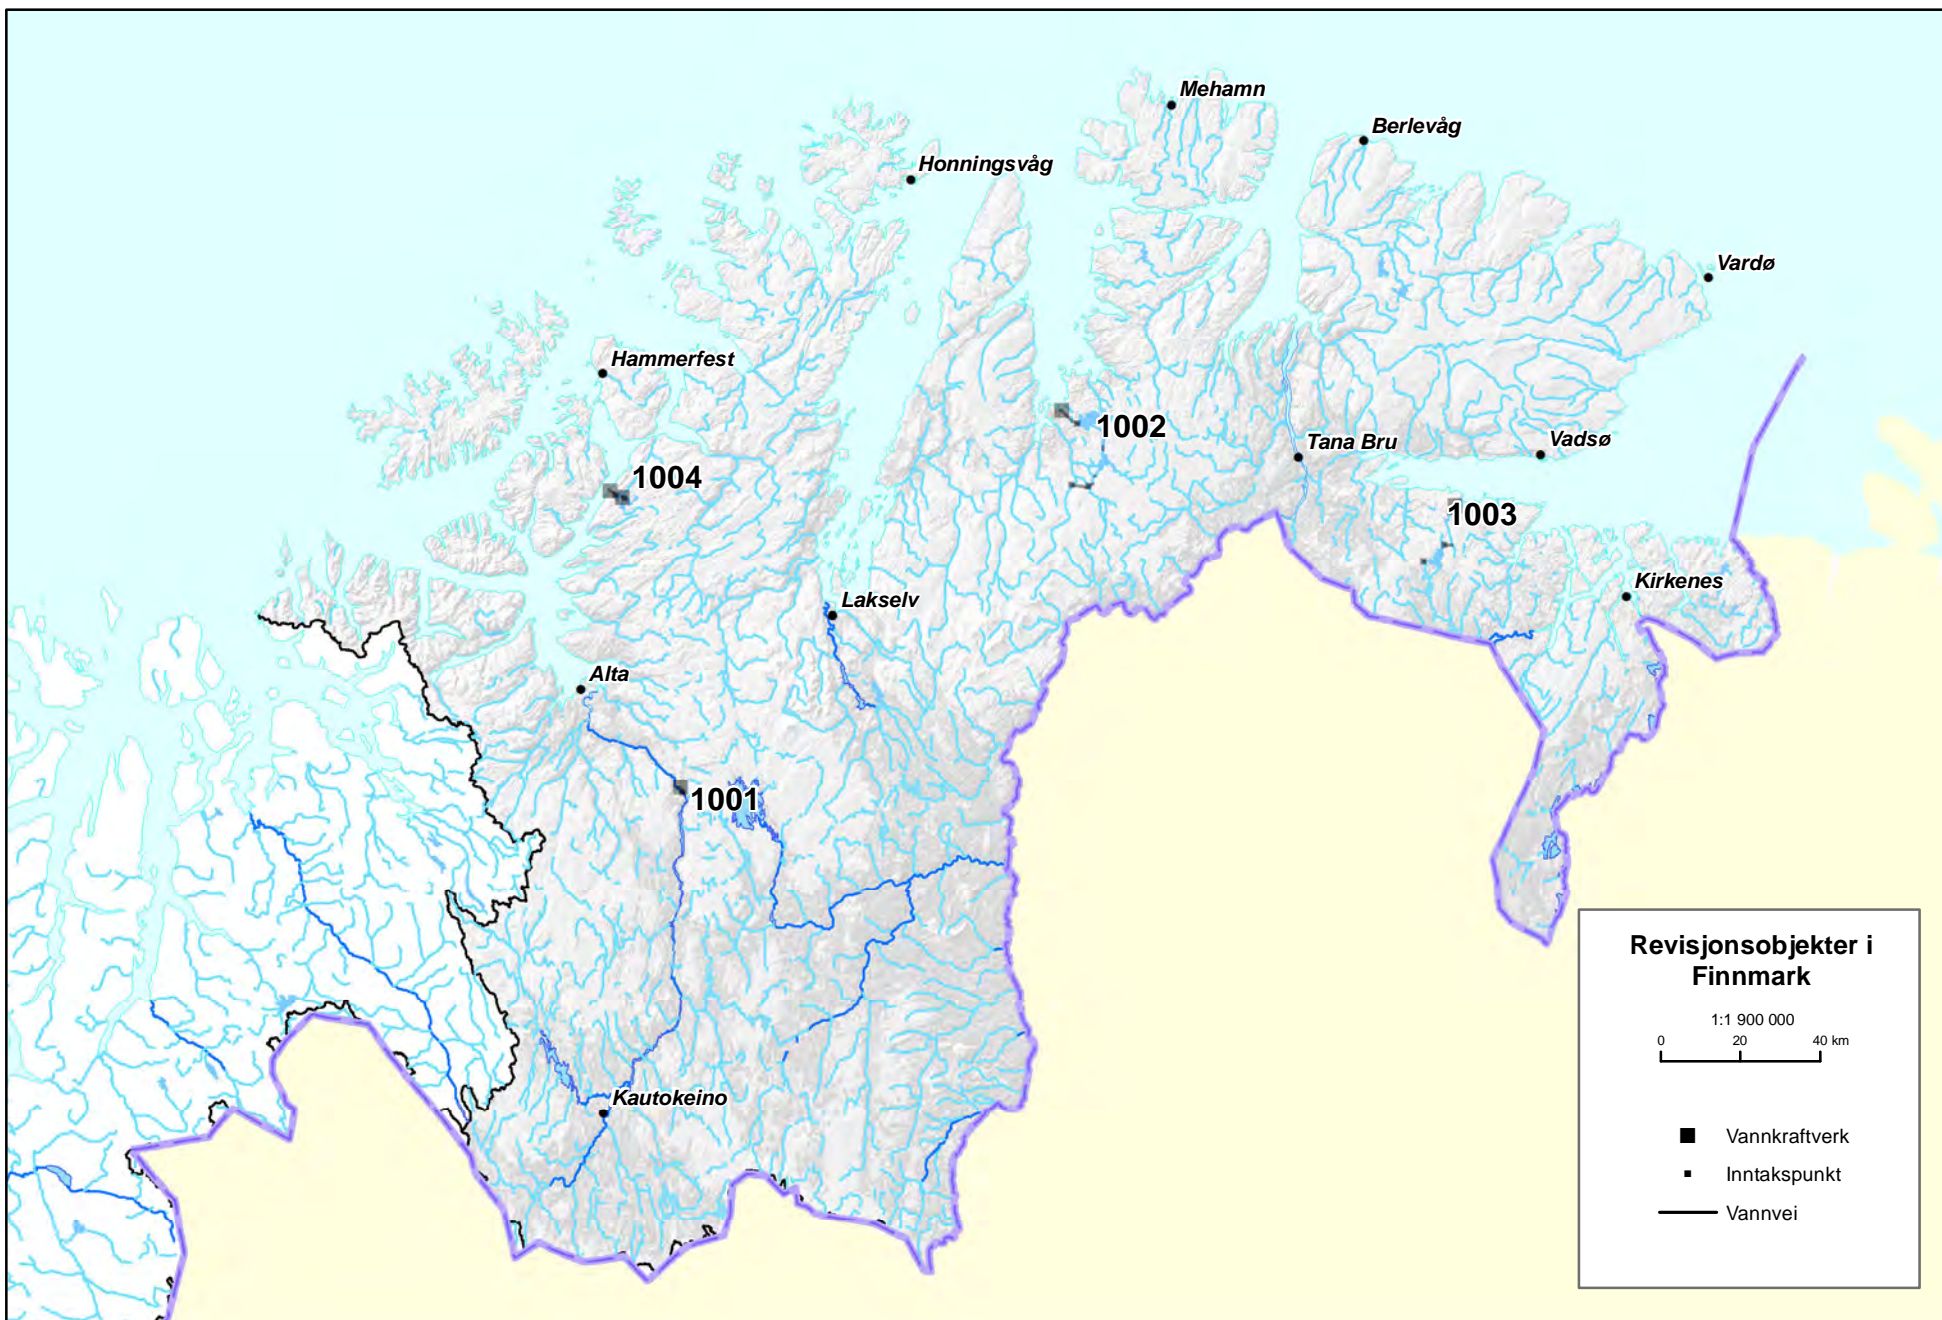 Mehamn
Berlevåg
Honningsvåg
Vardø
Hammerfest
1002
Tana Bru
Vadsø
1004
1003
Kirkenes
Lakselv
Alta
1001
Kautokeino
Revisjonsobjekter i
Finnmark
1:1 900 000
0 20 40 km
Vannkraftverk
Inntakspunkt
Vannvei